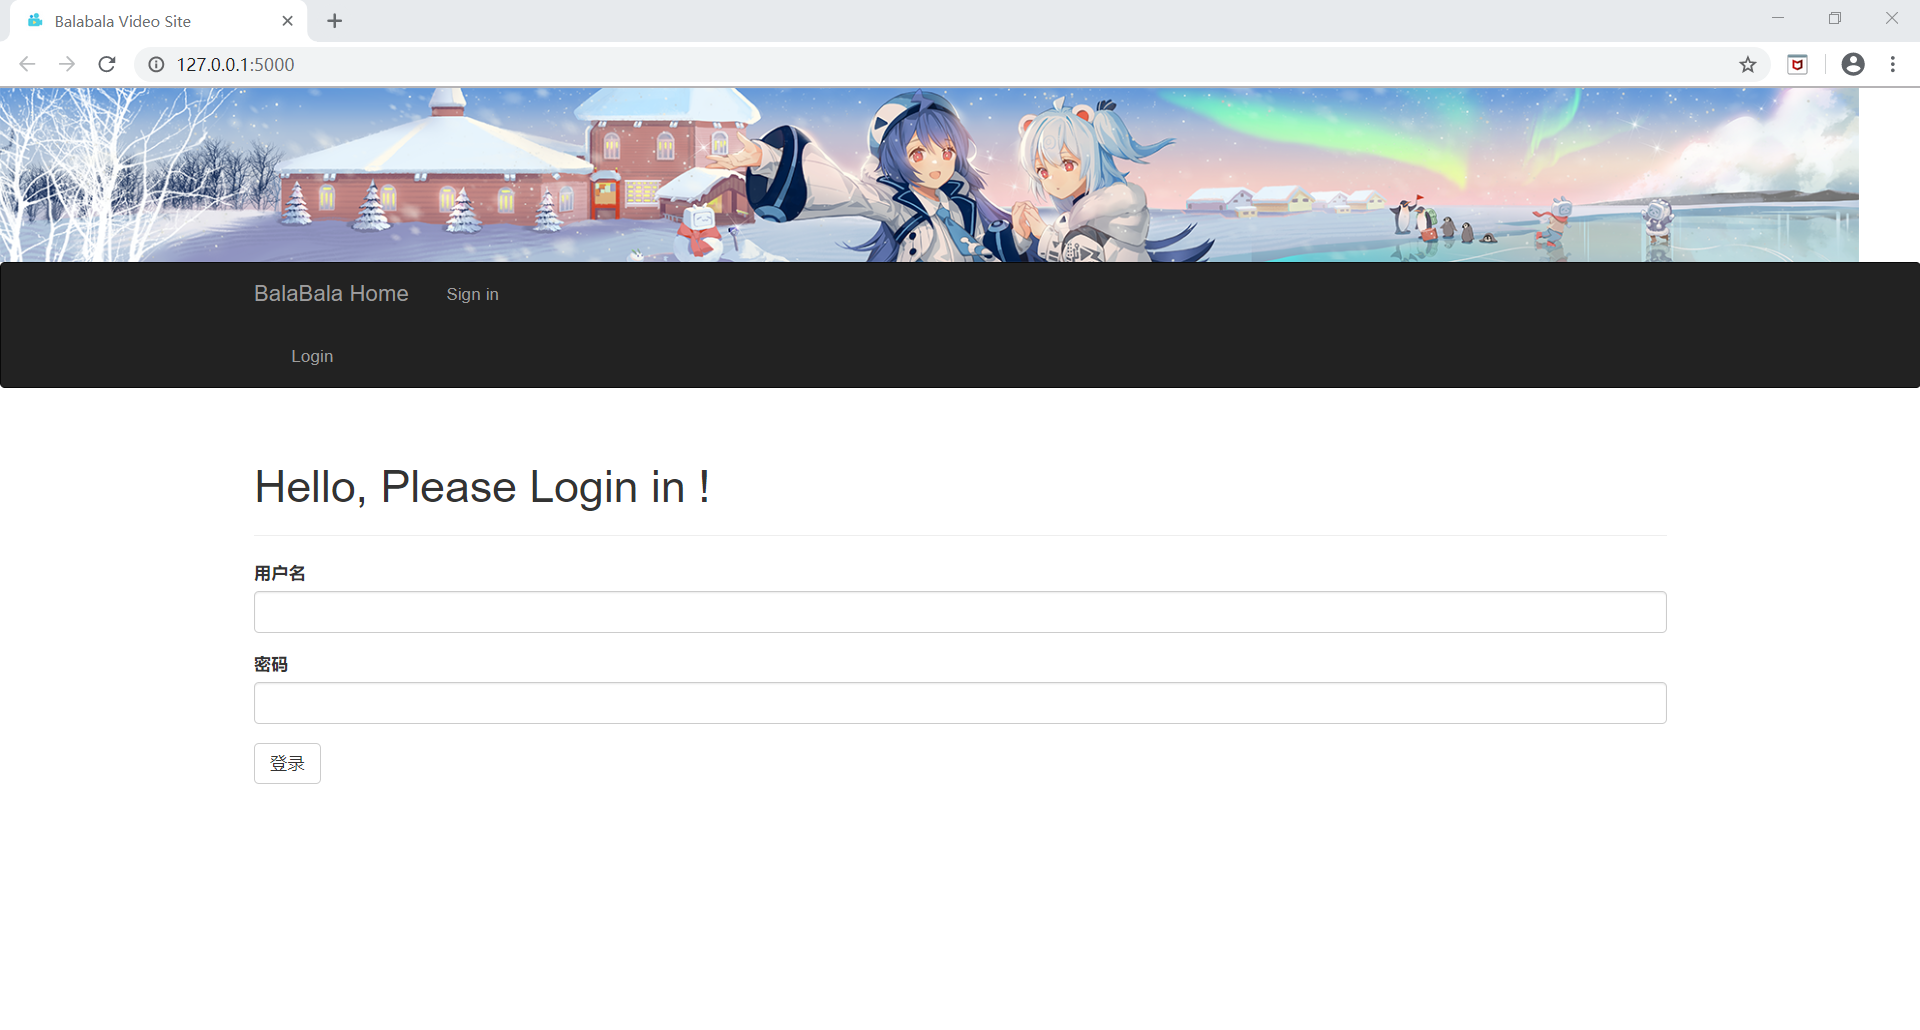 Balabala Video Site
127.0.0.1:5000
BalaBala Home
Sign in
Login
Hello, Please Login in !
用户名
密码
登录